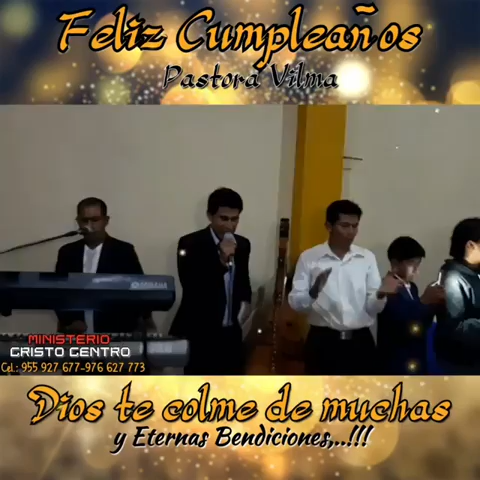 Feliz Cumpleaños
Pastora Vilma
YAMAHA
MINISTERIO
CRISTO CENTRO
Cel.: 955 927 677-976 627 773
Dios te colme de muchas
y Eternas Bendiciones,..!!!